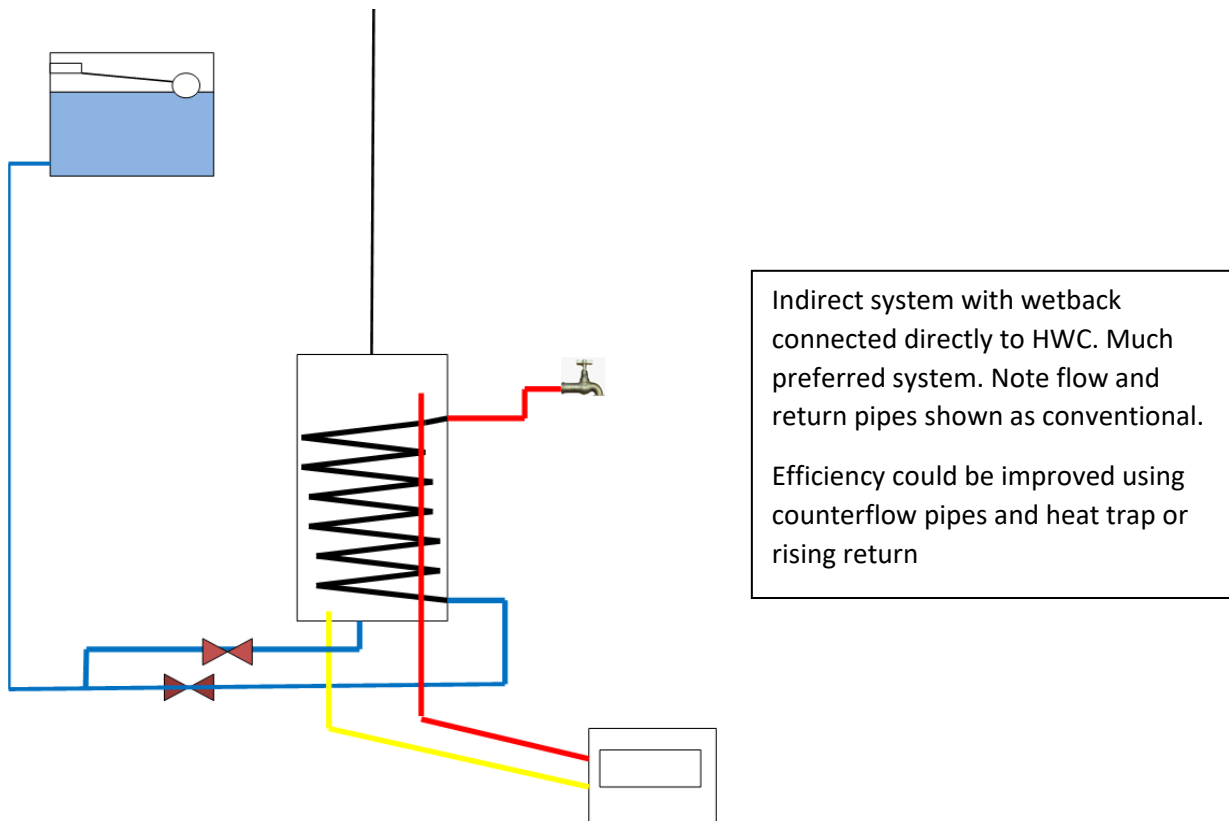 Indirect system with wetback
connected directly to HWC. Much
preferred system. Note flow and
return pipes shown as conventional.
Efficiency could be improved using
counterflow pipes and heat trap or
rising return